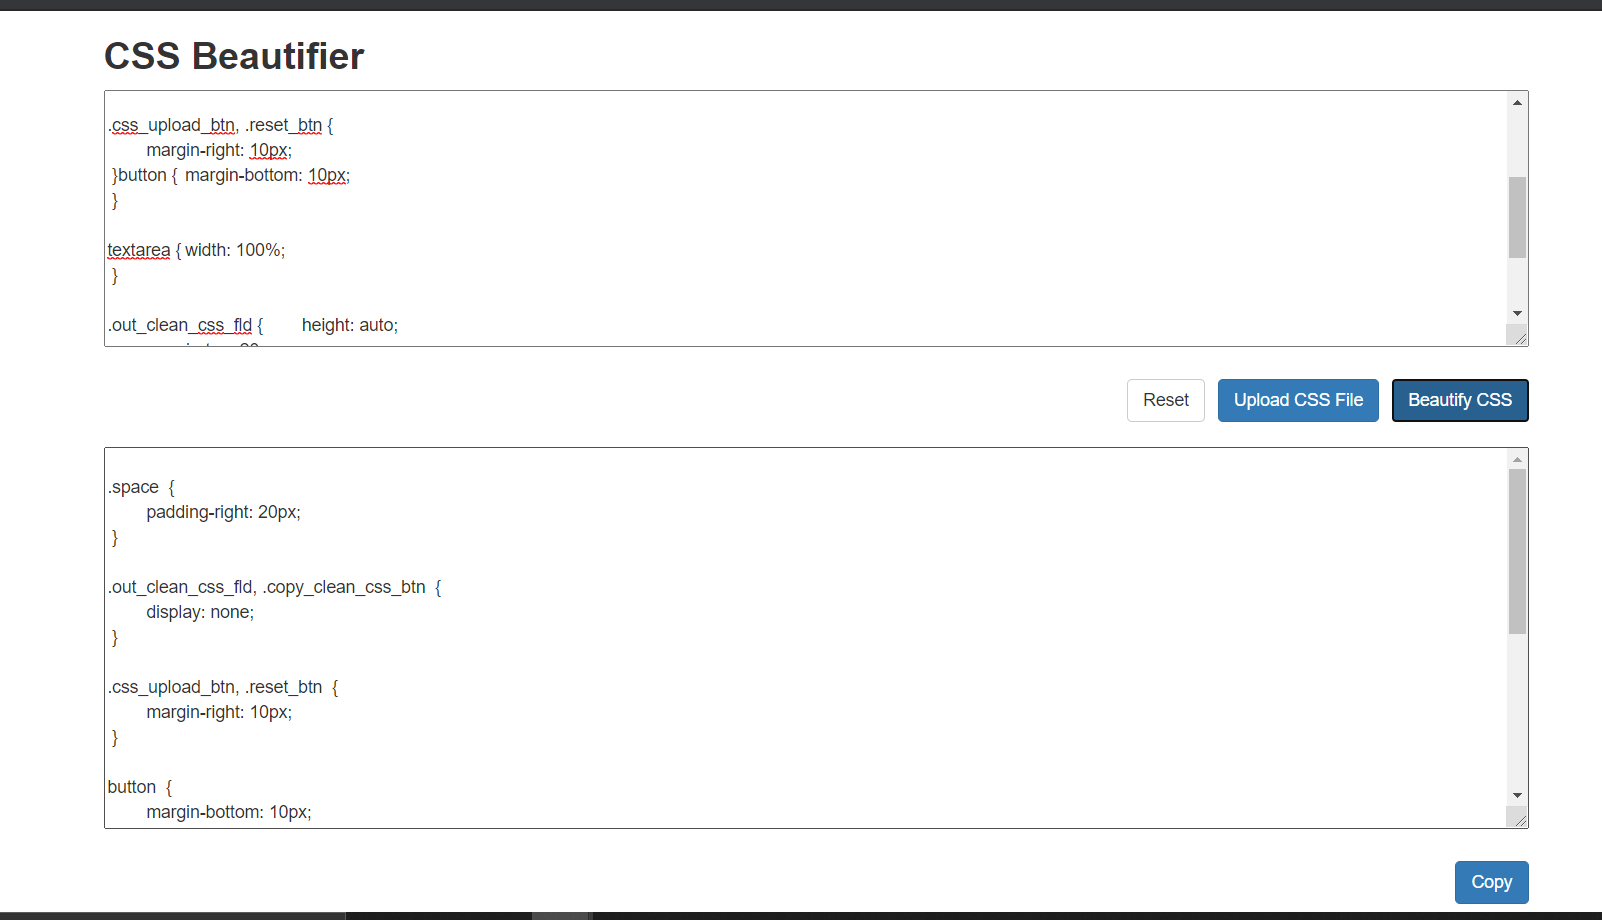 CSS Beautifier
.css_upload_btn, .reset_btn {
margin-right: 10px;
}button { margin-bottom: 10px;
}
textarea { width: 100%;
}
.out_clean_css_fld { height: auto;
Reset
Upload CSS File
Beautify CSS
.space {
padding-right: 20px;
}
.out_clean_css_fld, .copy_clean_css_btn {
display: none;
}
.css_upload_btn, .reset_btn {
margin-right: 10px;
}
button {
margin-bottom: 10px;
Copy